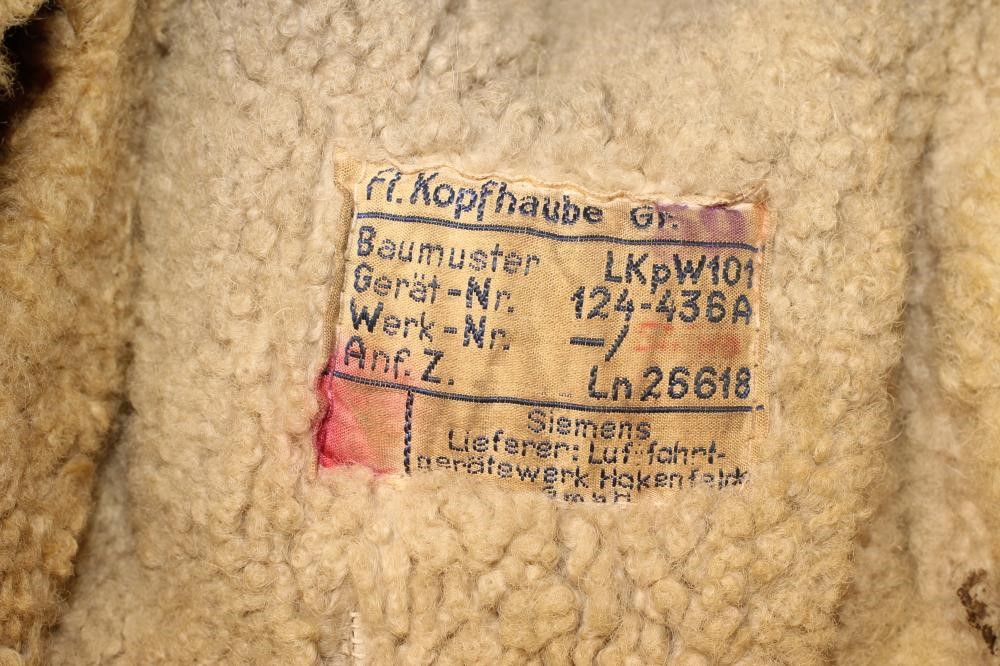 Fl. Kopfhaube Gr.
Baumuster LKpW101
Gerät-Nr. 124-436A
Werk-Nr. -/
Anf. Z. Ln 26618
Siemens
Lieferer: Luftfahrt-
gerätewerk Hakenfelde
GmbH